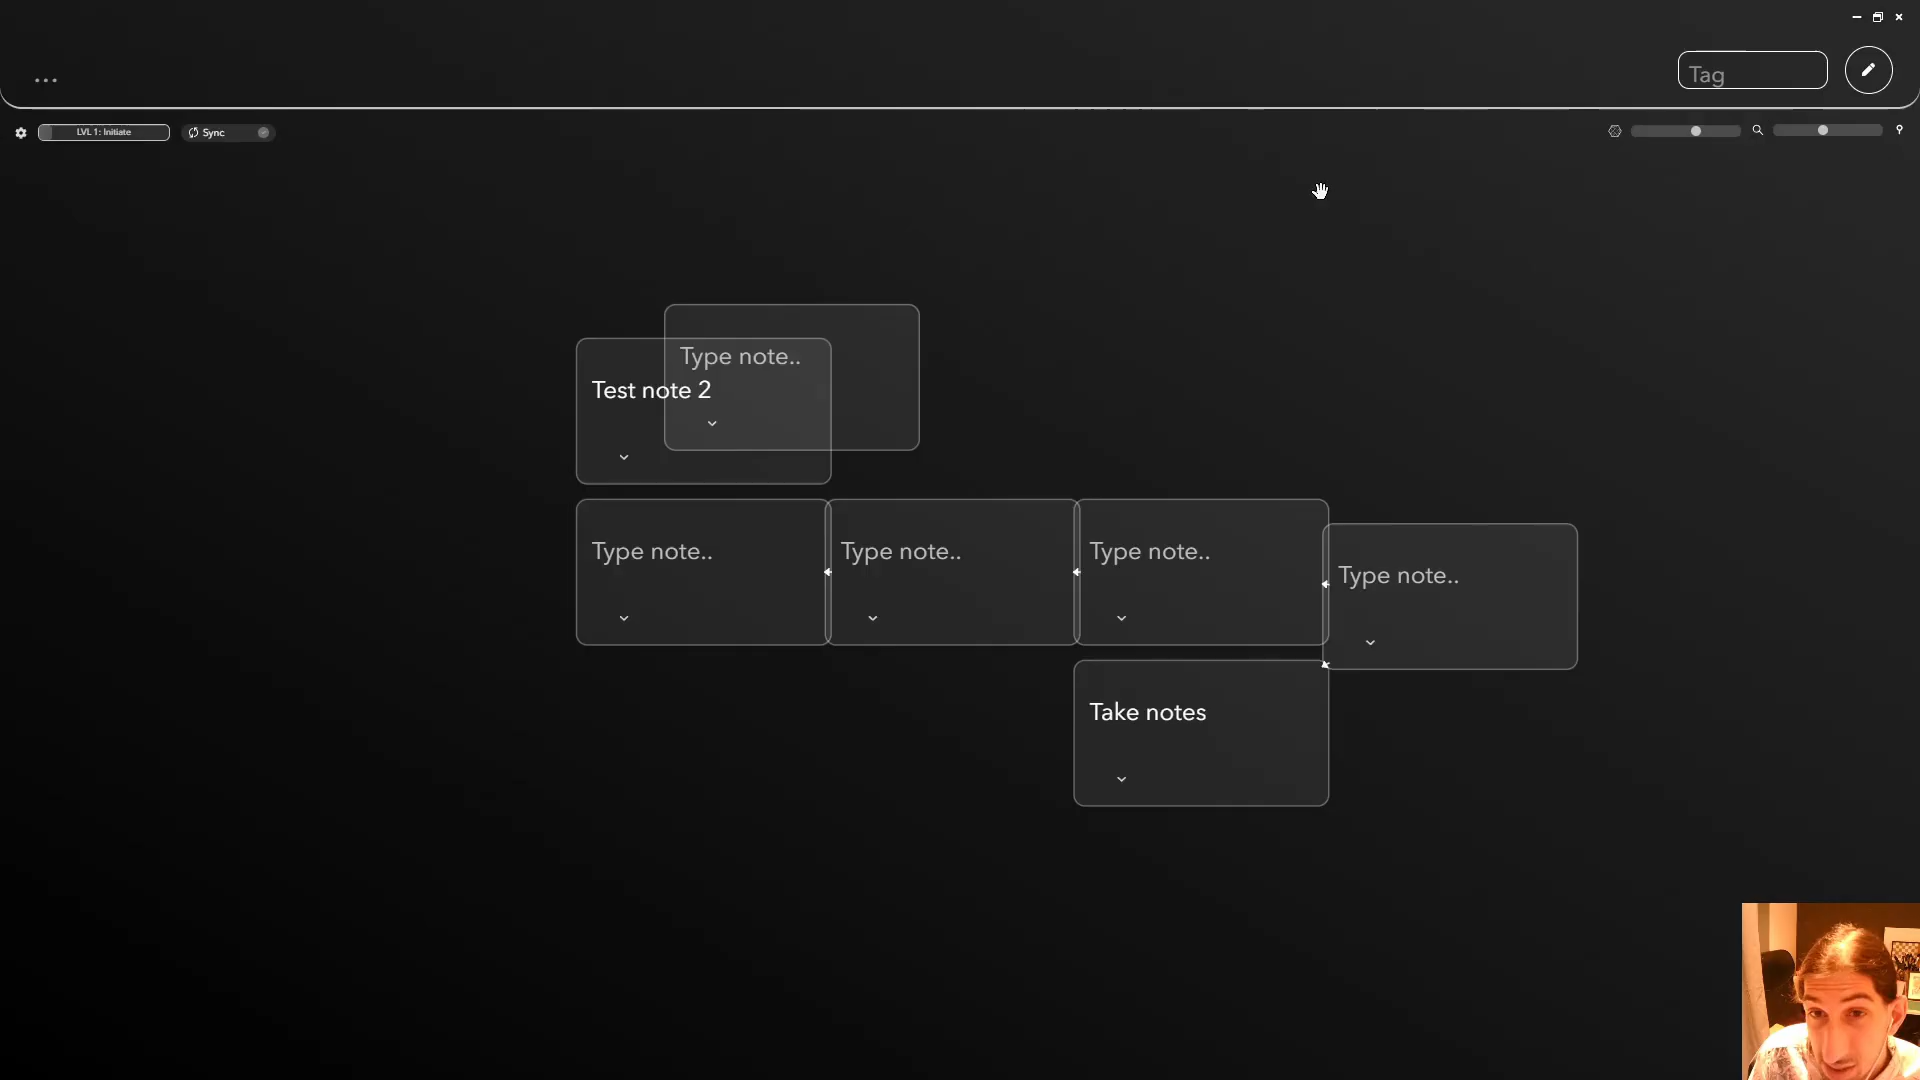 ...
Tag
LVL 1: Initiate
Sync
Type note..
Test note 2
Type note..
Type note..
Type note..
Type note..
Take notes